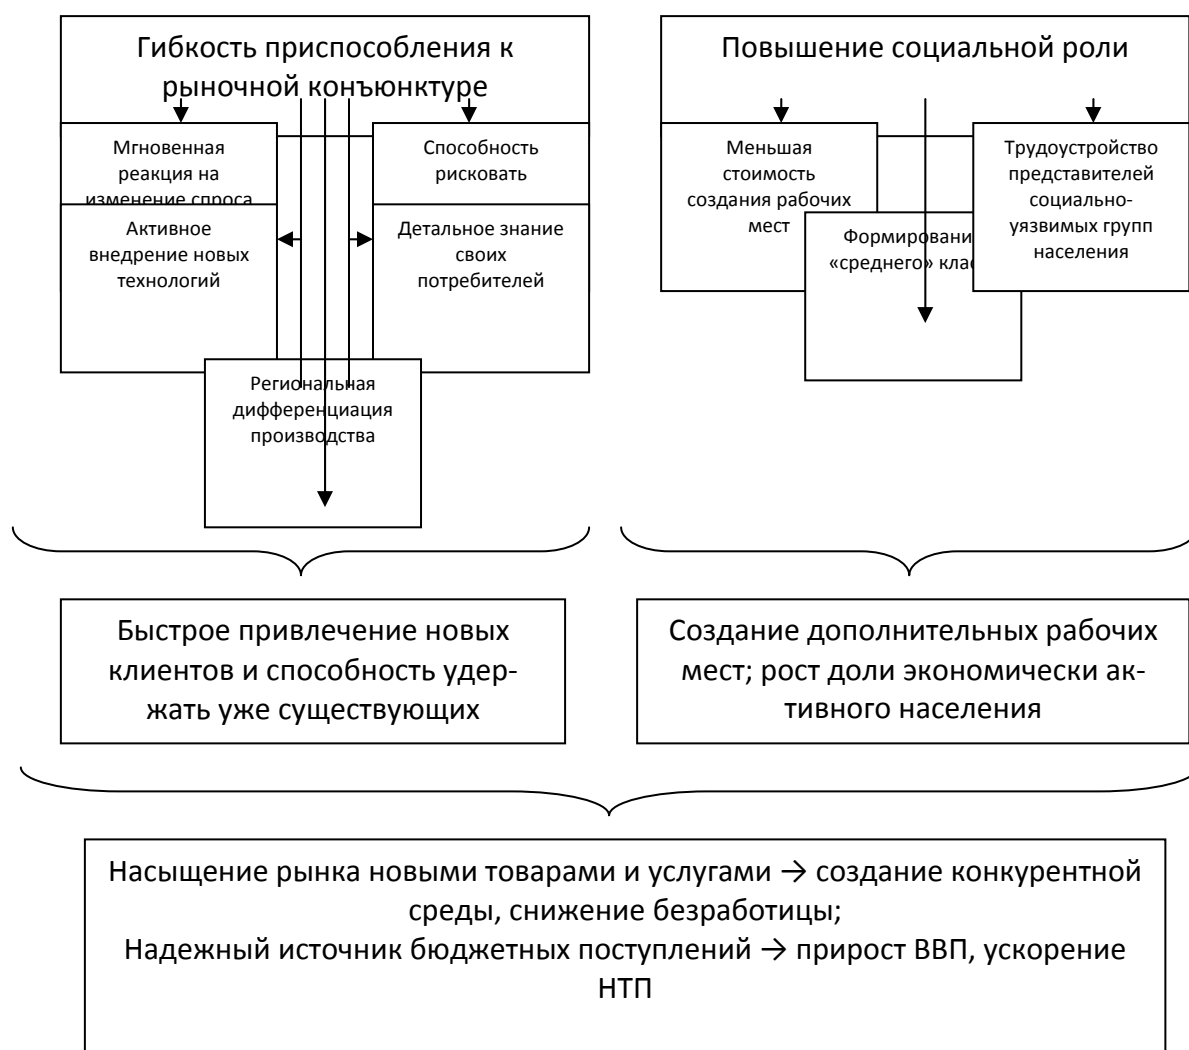 Гибкость приспособления к
рыночной конъюнктуре
Мгновенная
реакция на
изменение спроса
Способность
рисковать
Активное
внедрение новых
технологий
Детальное знание
своих
потребителей
Региональная
дифференциация
производства
Повышение социальной роли
Меньшая
стоимость
создания рабочих
мест
Формировани
«среднего» клас
Трудоустройство
представителей
социально-
уязвимых групп
населения
Быстрое привлечение новых
клиентов и способность удер-
жать уже существующих
Создание дополнительных рабочих
мест; рост доли экономически ак-
тивного населения
Насыщение рынка новыми товарами и услугами → создание конкурентной
среды, снижение безработицы;
Надежный источник бюджетных поступлений → прирост ВВП, ускорение
НТП